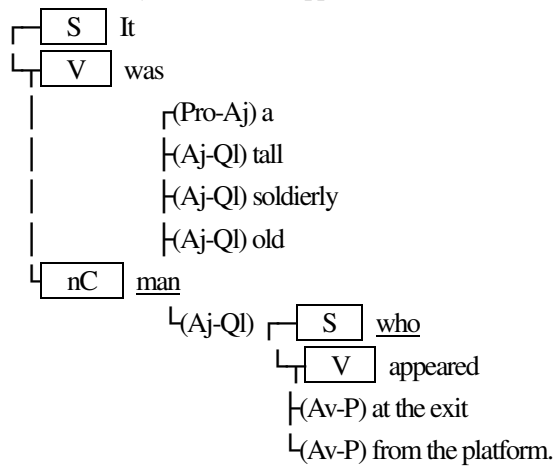 S It
V was
(Pro-Aj) a
(Aj-Ql) tall
(Aj-Ql) soldierly
(Aj-Ql) old
nC man
(Aj-Ql) S who
V appeared
(Av-P) at the exit
(Av-P) from the platform.